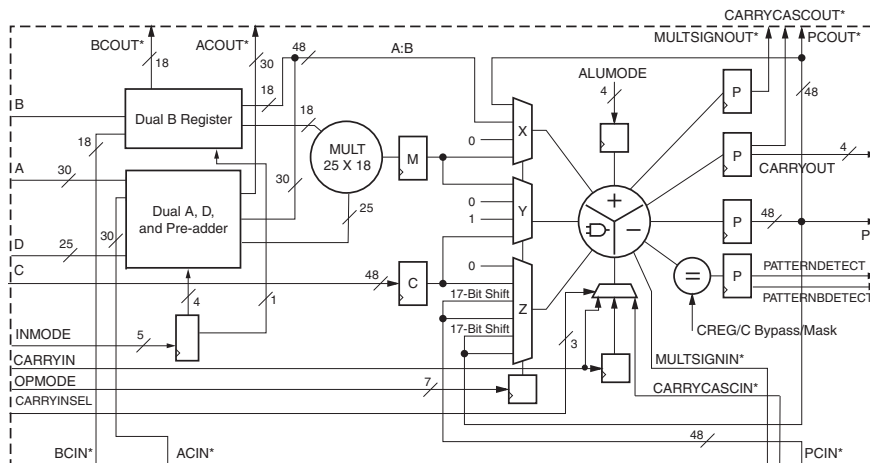 CARRYCASCOUT*
BCOUT* ACOUT* MULTSIGNOUT* PCOUT*
18 30 48 A:B ALUMODE 48
B 18 4 P
Dual B Register 18 X
18 MULT 25 X 18 0 M P
CARRYOUT 4
A 30 30
Dual A, D, and Pre-adder 0 Y + −
25 1 P 48 P
30
D 25
C 48 C 0 = P PATTERNDETECT
17-Bit Shift Z PATTERNBDETECT
4 1 17-Bit Shift
CREG/C Bypass/Mask
INMODE 5 3
CARRYIN MULTSIGNIN*
OPMODE 7
CARRYINSEL CARRYCASCIN*
48
BCIN* ACIN* PCIN*